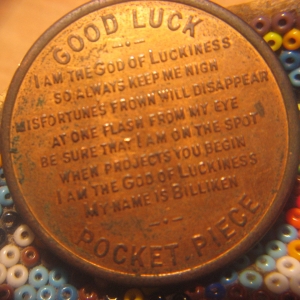 GOOD LUCK
I AM THE GOD OF LUCKINESS
SO ALWAYS KEEP ME NIGH
MISFORTUNES FROWN WILL DISAPPEAR
AT ONE FLASH FROM MY EYE
BE SURE THAT I AM ON THE SPOT
WHEN PROJECTS YOU BEGIN
I AM THE GOD OF LUCKINESS
MY NAME IS BILLIKEN
POCKET PIECE